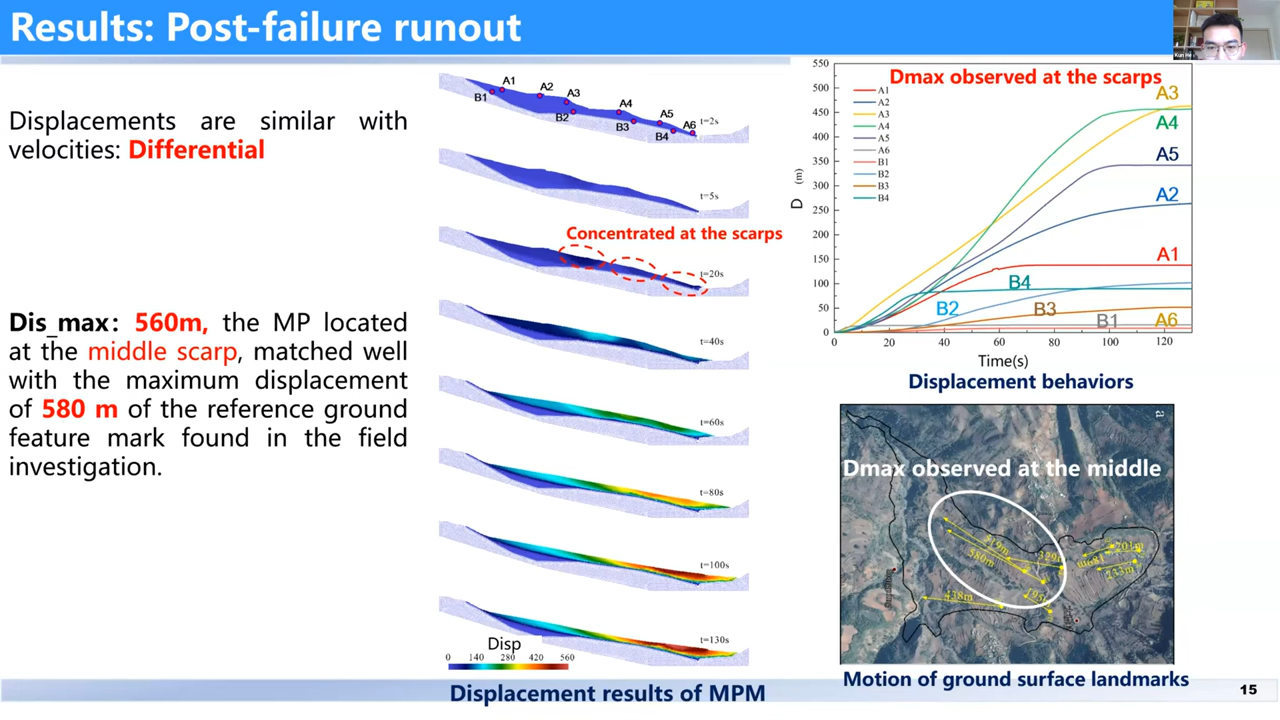 Results: Post-failure runout
Displacements are similar with
velocities: Differential
Dis_max: 560m, the MP located
at the middle scarp, matched well
with the maximum displacement
of 580 m of the reference ground
feature mark found in the field
investigation.
A1
B1
A2
A3
B2
A4
B3
A5
B4
A6
t=2s
t=5s
Concentrated at the scarps
t=20s
t=40s
t=60s
t=80s
t=100s
t=130s
Disp
0 140 280 420 560
Displacement results of MPM
Dmax observed at the scarps
550
500
450
400
350
300
250
200
150
100
50
0
D (m)
A1
A2
A3
A4
A5
A6
B1
B2
B3
B4
A3
A4
A5
A2
A1
B4
B2
B3
B1
A6
0 20 40 60 80 100 120
Time(s)
Displacement behaviors
a
Dmax observed at the middle
519m
580m
438m
201m
233m
Motion of ground surface landmarks
15